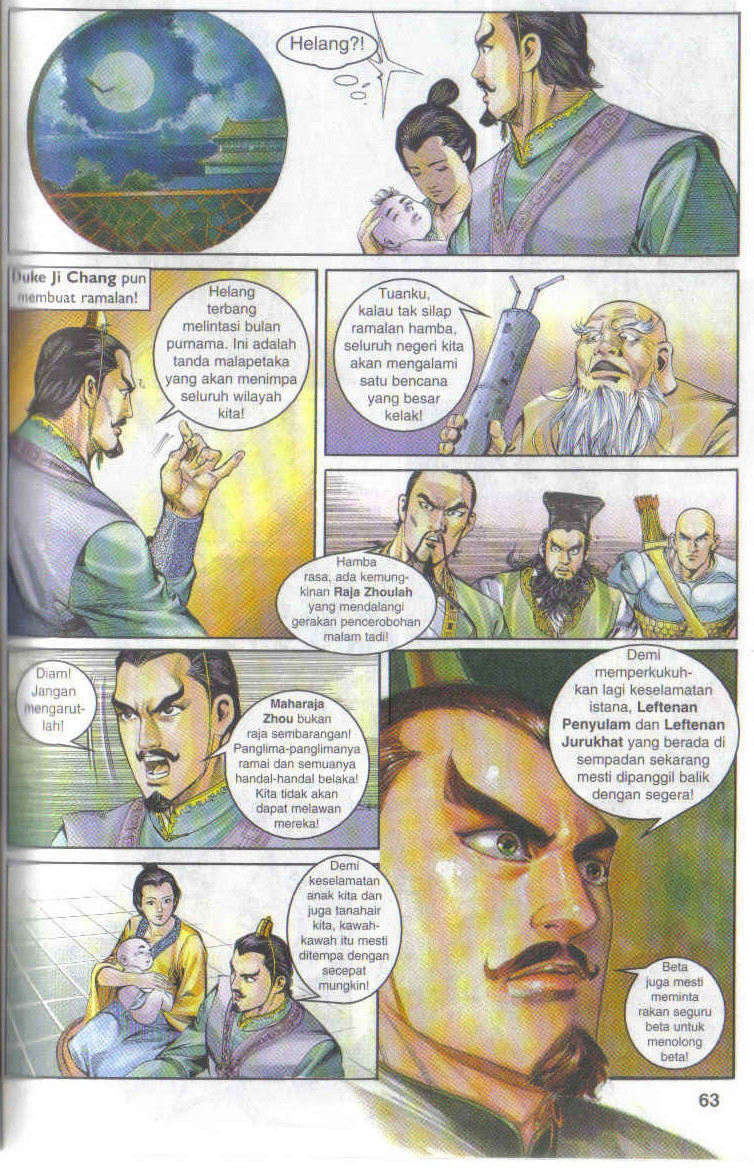 Helang?!
Duke Ji Chang pun
membuat ramalan!
Helang
terbang
melintasi bulan
purnama. Ini adalah
tanda malapetaka
yang akan menimpa
seluruh wilayah
kita!
Tuanku,
kalau tak silap
ramalan hamba,
seluruh negeri kita
akan mengalami
satu bencana
yang besar
kelak!
Hamba
rasa, ada kemung-
kinan Raja Zhoulah
yang mendalangi
gerakan pencerobohan
malam tadi!
Diam!
Jangan
mengarut-
lah!
Maharaja
Zhou bukan
raja sembarangan!
Panglima-panglimanya
ramai dan semuanya
handal-handal belaka!
Kita tidak akan
dapat melawan
mereka!
Demi
memperkukuh-
kan lagi keselamatan
istana, Leftenan
Penyulam dan Leftenan
Jurukhat yang berada di
sempadan sekarang
mesti dipanggil balik
dengan segera!
Demi
keselamatan
anak kita dan
juga tanahair
kita, kawah-
kawah itu mesti
ditempa dengan
secepat
mungkin!
Beta
juga mesti
meminta
rakan seguru
beta untuk
menolong
beta!
63